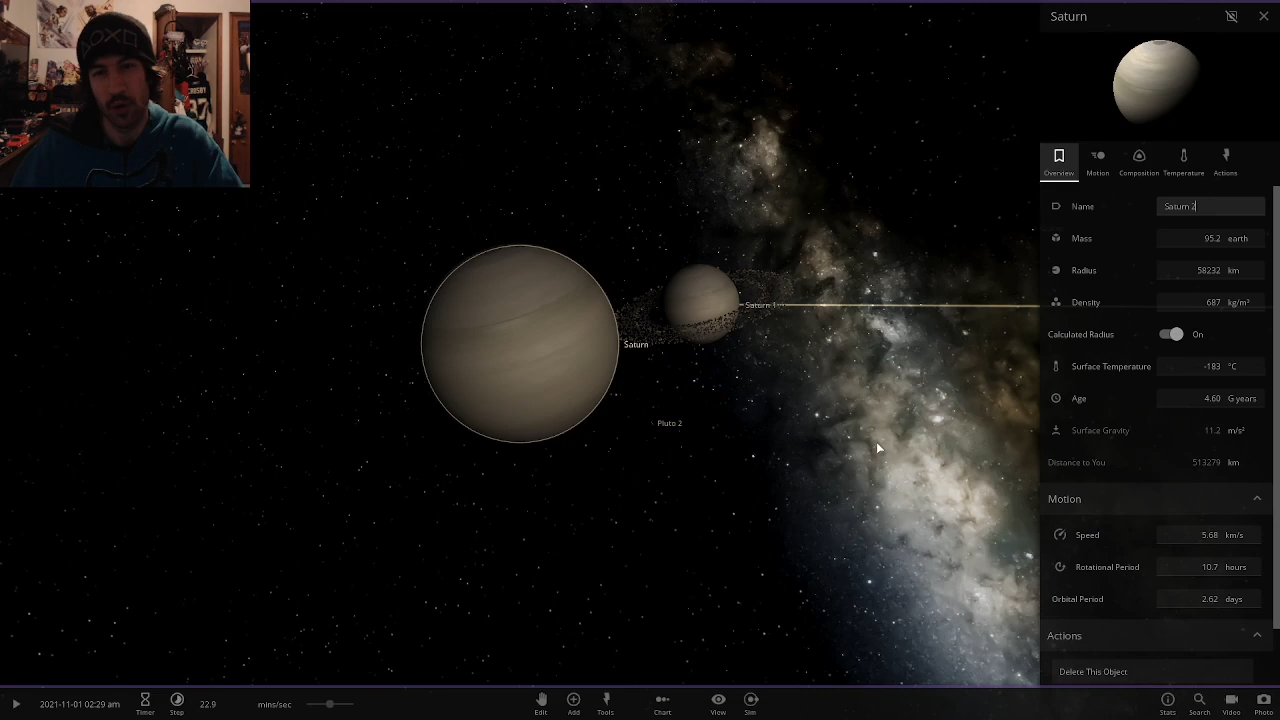 CROSBY
Saturn
Overview
Motion
Composition
Temperature
Actions
Name
Saturn 2
Mass
95.2 earth
Radius
58232 km
Density
687 kg/m³
Calculated Radius
On
Surface Temperature
-183 °C
Age
4.60 G years
Surface Gravity
11.2 m/s²
Distance to You
513279 km
Motion
Speed
5.68 km/s
Rotational Period
10.7 hours
Orbital Period
2.62 days
Actions
Delete This Object
Saturn 1
Saturn
Pluto 2
2021-11-01 02:29 am
Timer
Step
22.9 mins/sec
Edit
Add
Tools
Chart
View
Sim
Stats
Search
Video
Photo